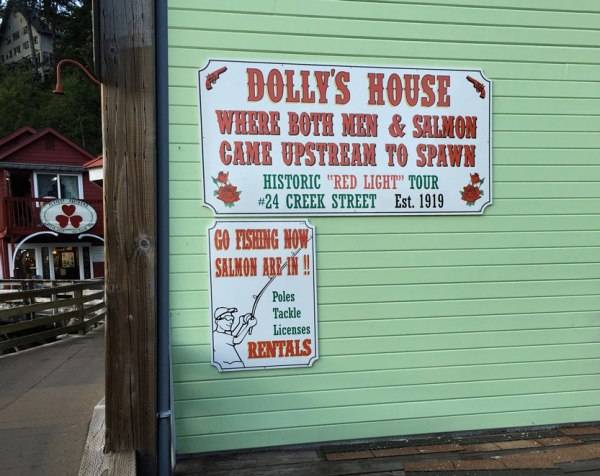 DOLLY'S HOUSE
WHERE BOTH MEN & SALMON
CAME UPSTREAM TO SPAWN
HISTORIC "RED LIGHT" TOUR
#24 CREEK STREET Est. 1919
GO FISHING NOW
SALMON ARE IN !!
Poles
Tackle
Licenses
RENTALS